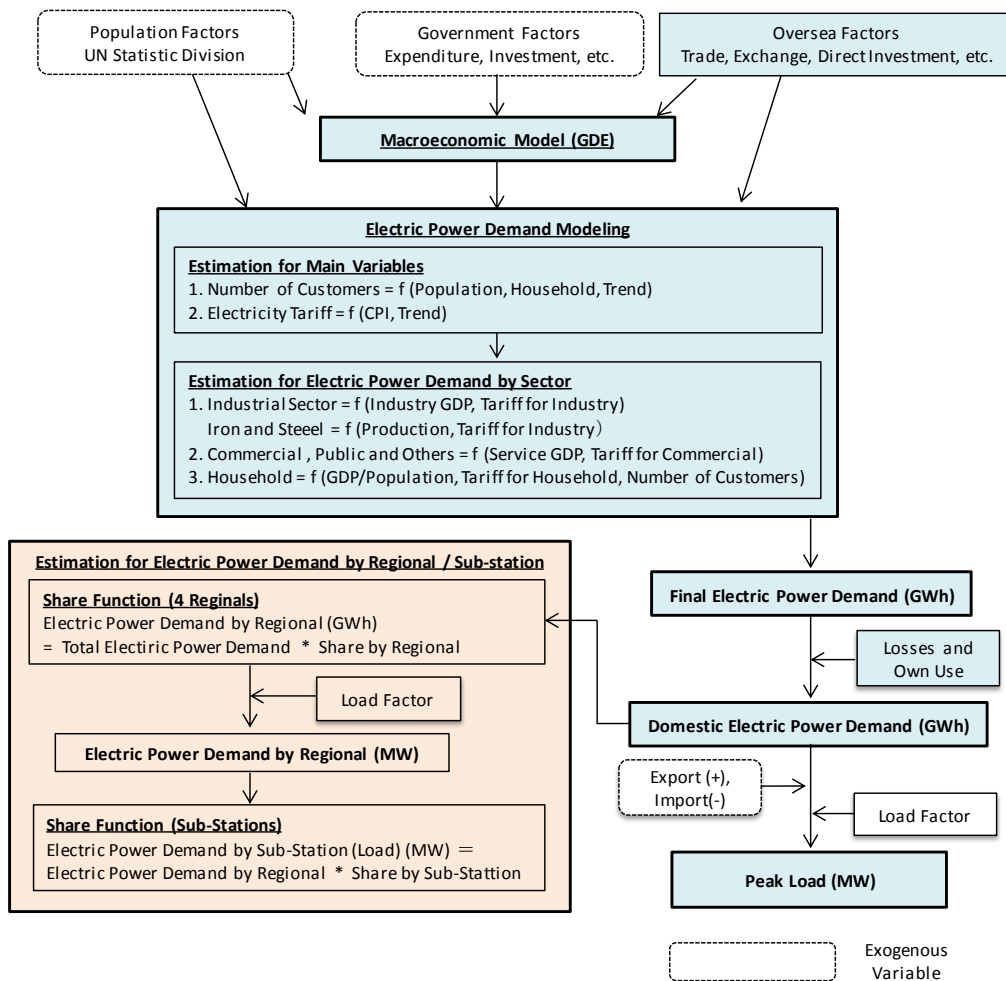 Population Factors
UN Statistic Division
Government Factors
Expenditure, Investment, etc.
Oversea Factors
Trade, Exchange, Direct Investment, etc.
Macroeconomic Model (GDE)
Electric Power Demand Modeling
Estimation for Main Variables
1. Number of Customers = f (Population, Household, Trend)
2. Electricity Tariff = f (CPI, Trend)
Estimation for Electric Power Demand by Sector
1. Industrial Sector = f (Industry GDP, Tariff for Industry)
Iron and Steeel = f (Production, Tariff for Industry）
2. Commercial , Public and Others = f (Service GDP, Tariff for Commercial)
3. Household = f (GDP/Population, Tariff for Household, Number of Customers)
Estimation for Electric Power Demand by Regional / Sub-station
Share Function (4 Reginals)
Electric Power Demand by Regional (GWh)
= Total Electiric Power Demand * Share by Regional
Load Factor
Electric Power Demand by Regional (MW)
Share Function (Sub-Stations)
Electric Power Demand by Sub-Station (Load) (MW) ＝
Electric Power Demand by Regional * Share by Sub-Stattion
Final Electric Power Demand (GWh)
Losses and
Own Use
Domestic Electric Power Demand (GWh)
Export (+),
Import(-)
Load Factor
Peak Load (MW)
Exogenous
Variable